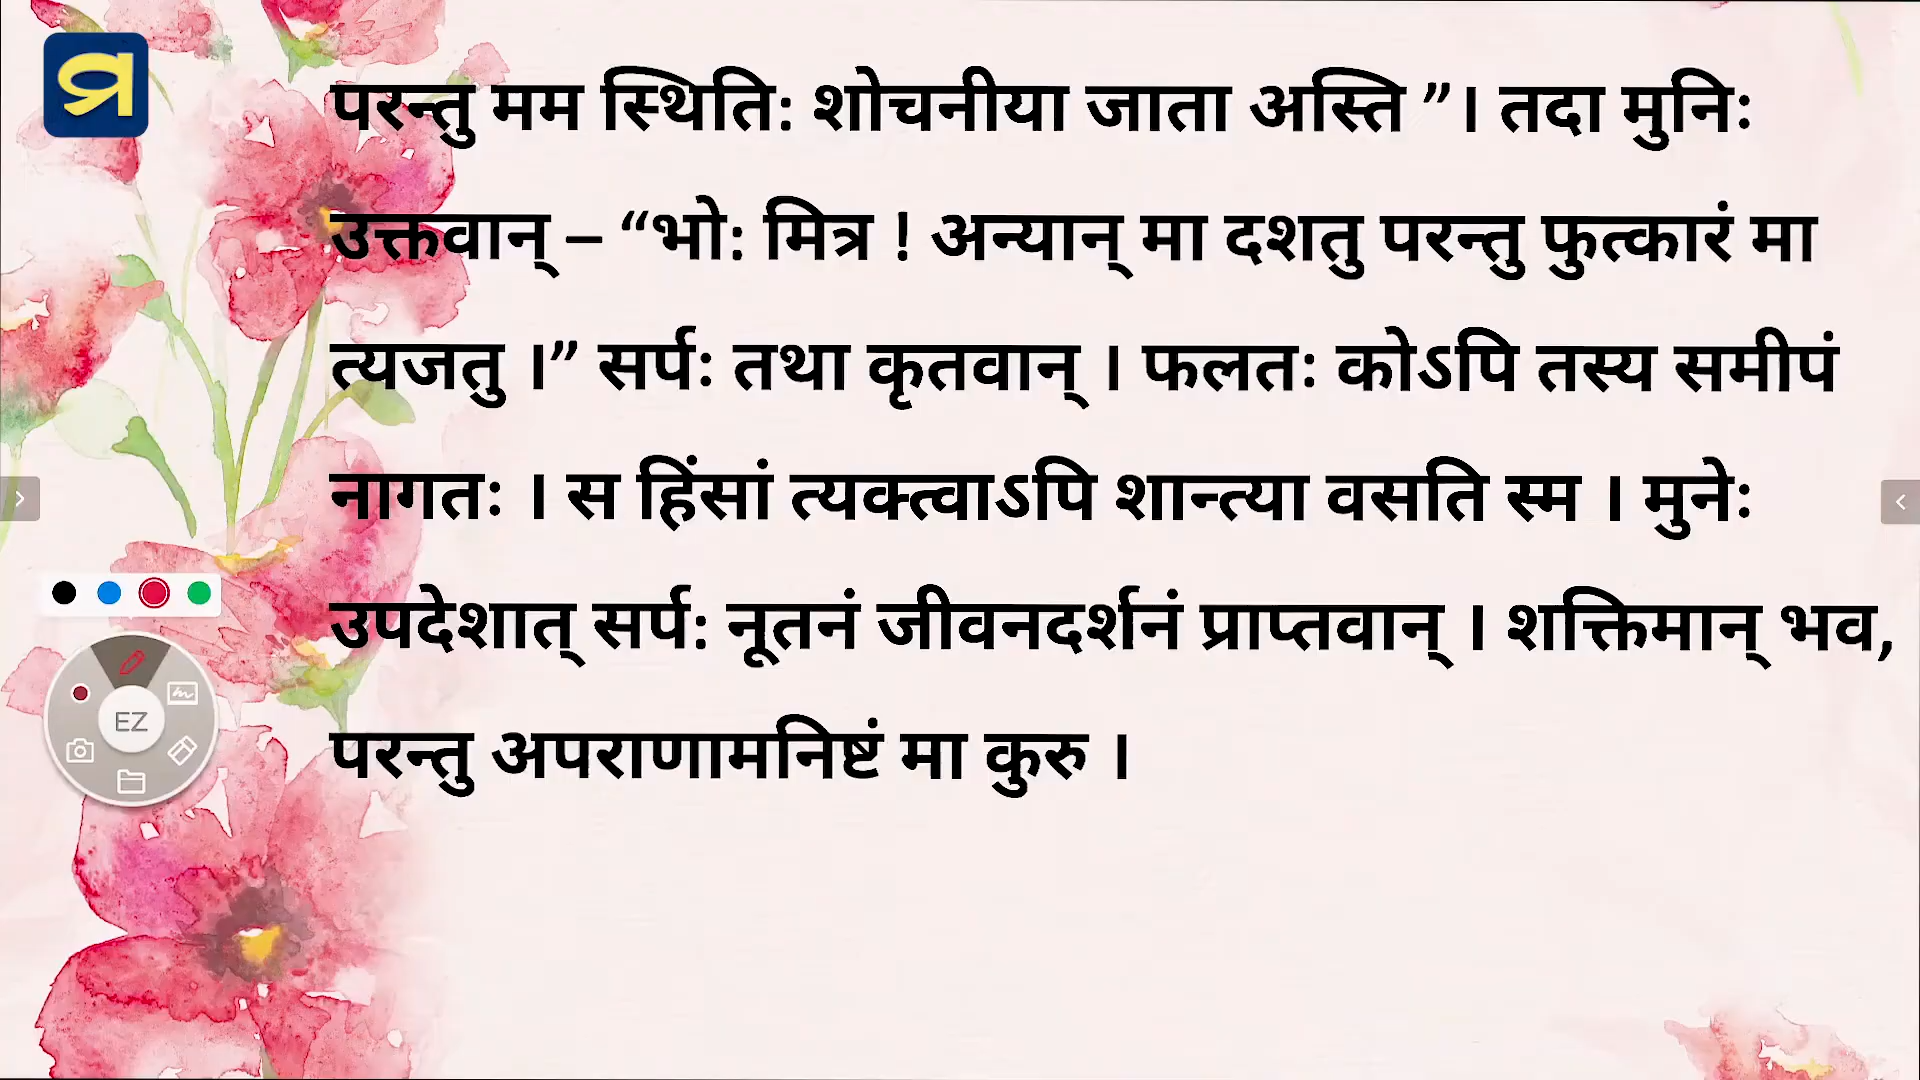 ସ
परन्तु मम स्थिति: शोचनीया जाता अस्ति ”। तदा मुनिः
उक्तवान् – “भो: मित्र ! अन्यान् मा दशतु परन्तु फुत्कारं मा
त्यजतु ।” सर्पः तथा कृतवान् । फलतः कोऽपि तस्य समीपं
नागतः । स हिंसां त्यक्त्वाऽपि शान्त्या वसति स्म । मुनेः
उपदेशात् सर्प: नूतनं जीवनदर्शनं प्राप्तवान् । शक्तिमान् भव,
परन्तु अपराणामनिष्टं मा कुरु ।
EZ